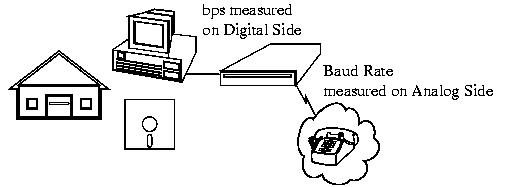 bps measured
on Digital Side
Baud Rate
measured on Analog Side